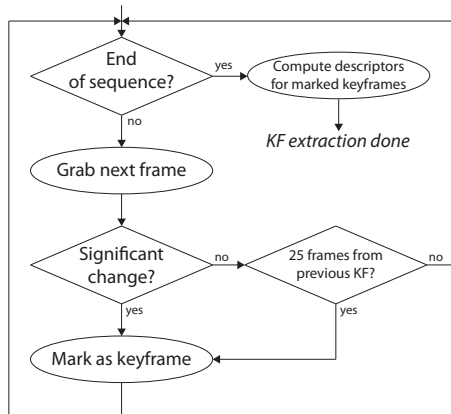 End
of sequence?
yes
Compute descriptors
for marked keyframes
no
KF extraction done
Grab next frame
Significant
change?
no
25 frames from
previous KF?
no
yes
yes
Mark as keyframe